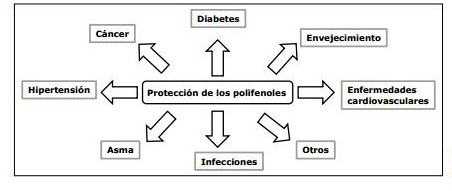 Diabetes
Cáncer
Envejecimiento
Hipertensión
Protección de los polifenoles
Enfermedades
cardiovasculares
Asma
Infecciones
Otros